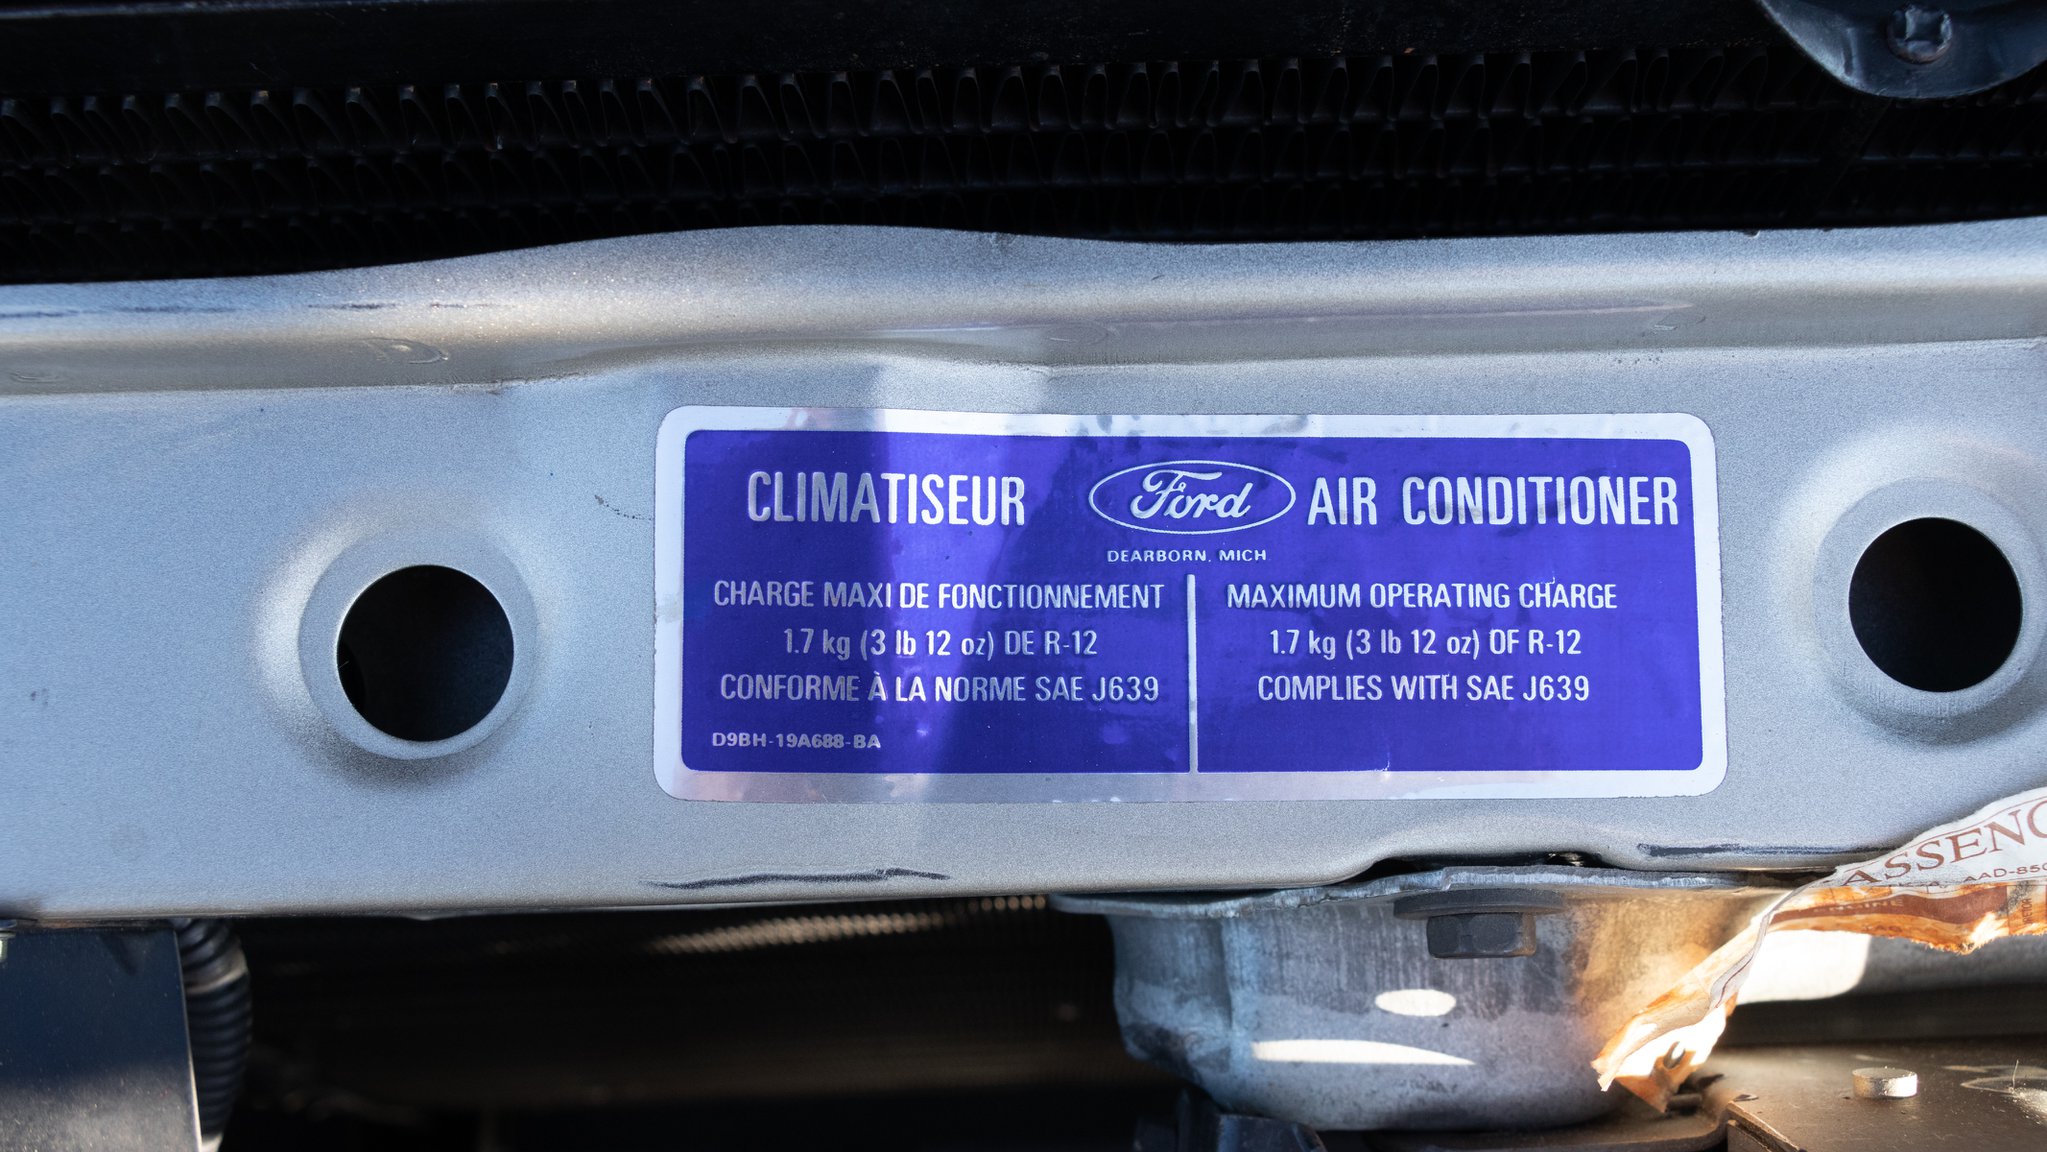 CLIMATISEUR Ford AIR CONDITIONER
DEARBORN, MICH
CHARGE MAXI DE FONCTIONNEMENT
1.7 kg (3 lb 12 oz) DE R-12
CONFORME À LA NORME SAE J639
D9BH-19A688-BA
MAXIMUM OPERATING CHARGE
1.7 kg (3 lb 12 oz) OF R-12
COMPLIES WITH SAE J639